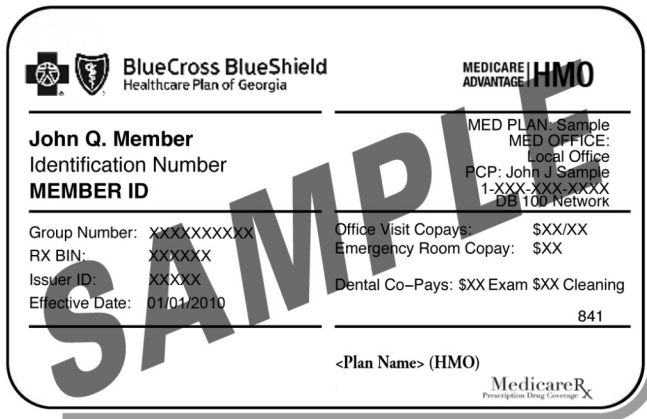 BlueCross BlueShield
Healthcare Plan of Georgia
MEDICARE
ADVANTAGE HMO
John Q. Member
Identification Number
MEMBER ID
MED PLAN: Sample
MED OFFICE:
Local Office
PCP: John J Sample
1-XXX-XXX-XXXX
DB 100 Network
Group Number: XXXXXXXXXX
RX BIN: XXXXXX
Issuer ID: XXXXX
Effective Date: 01/01/2010
Office Visit Copays: $XX/XX
Emergency Room Copay: $XX
Dental Co-Pays: $XX Exam $XX Cleaning
841
<Plan Name> (HMO)
MedicareRx
Prescription Drug Coverage
SAMPLE